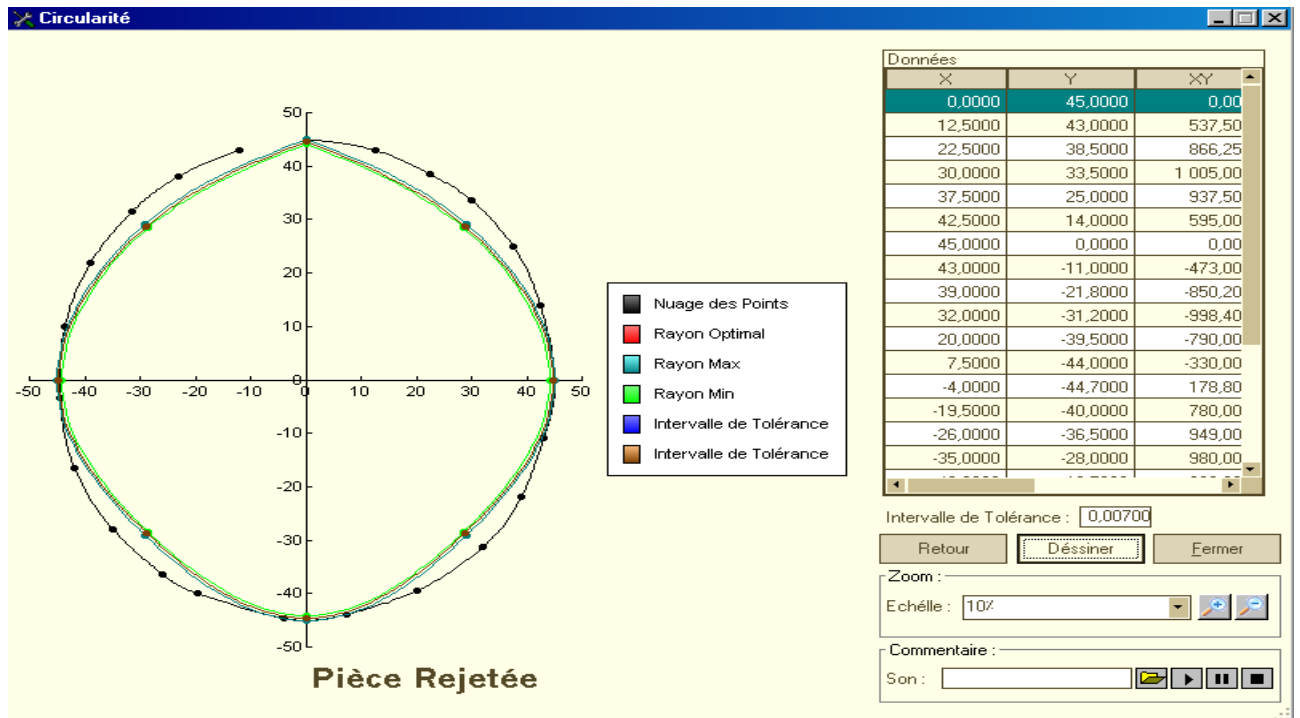 Circularité
50
40
30
20
10
0
-10
-20
-30
-40
-50
-50 -40 -30 -20 -10 10 20 30 40 50
Pièce Rejetée
Nuage des Points
Rayon Optimal
Rayon Max
Rayon Min
Intervalle de Tolérance
Intervalle de Tolérance
Données
X Y XY
0,0000 45,0000 0,00
12,5000 43,0000 537,50
22,5000 38,5000 866,25
30,0000 33,5000 1 005,00
37,5000 25,0000 937,50
42,5000 14,0000 595,00
45,0000 0,0000 0,00
43,0000 -11,0000 -473,00
39,0000 -21,8000 -850,20
32,0000 -31,2000 -998,40
20,0000 -39,5000 -790,00
7,5000 -44,0000 -330,00
-4,0000 -44,7000 178,80
-19,5000 -40,0000 780,00
-26,0000 -36,5000 949,00
-35,0000 -28,0000 980,00
Intervalle de Tolérance : 0,00700
Retour Déssiner Fermer
Zoom :
Echélle : 10%
Commentaire :
Son :